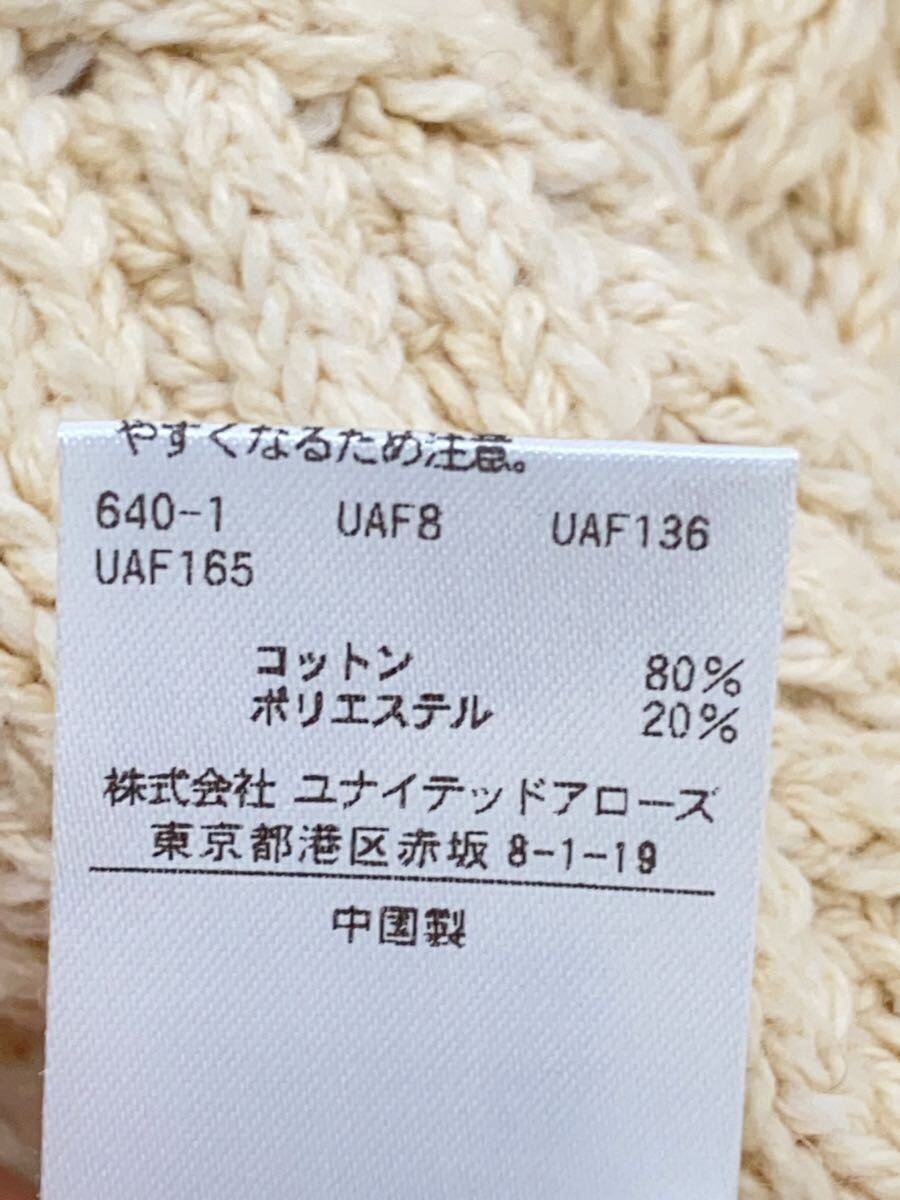 やすくなるため注意。
640-1 UAF8 UAF136
UAF165
コットン 80%
ポリエステル 20%
株式会社 ユナイテッドアローズ
東京都港区赤坂 8-1-19
中国製